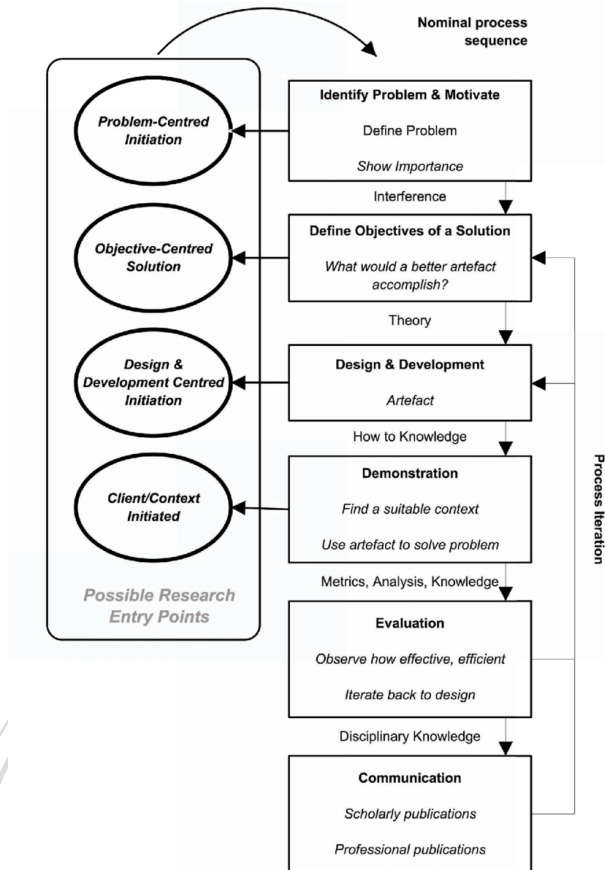 Nominal process
sequence
Problem-Centred
Initiation
Objective-Centred
Solution
Design &
Development Centred
Initiation
Client/Context
Initiated
Possible Research
Entry Points
Identify Problem & Motivate
Define Problem
Show Importance
Interference
Define Objectives of a Solution
What would a better artefact
accomplish?
Theory
Design & Development
Artefact
How to Knowledge
Demonstration
Find a suitable context
Use artefact to solve problem
Metrics, Analysis, Knowledge
Evaluation
Observe how effective, efficient
Iterate back to design
Disciplinary Knowledge
Communication
Scholarly publications
Professional publications
Process Iteration